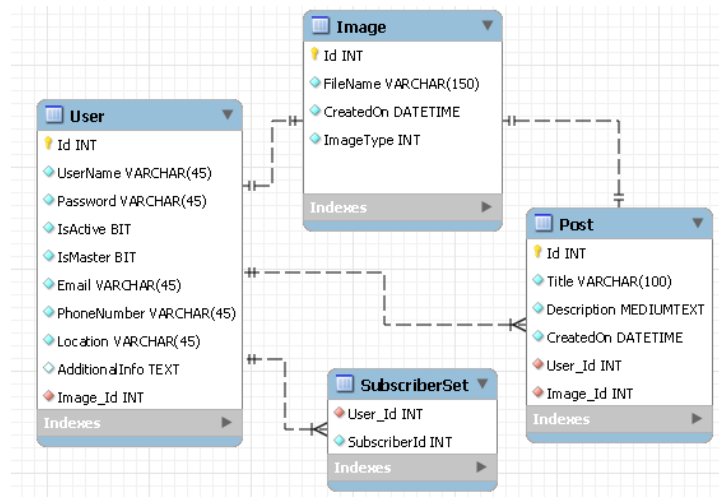 Image
Id INT
FileName VARCHAR(150)
CreatedOn DATETIME
ImageType INT
Indexes
User
Id INT
UserName VARCHAR(45)
Password VARCHAR(45)
IsActive BIT
IsMaster BIT
Email VARCHAR(45)
PhoneNumber VARCHAR(45)
Location VARCHAR(45)
AdditionalInfo TEXT
Image_Id INT
Indexes
Post
Id INT
Title VARCHAR(100)
Description MEDIUMTEXT
CreatedOn DATETIME
User_Id INT
Image_Id INT
Indexes
SubscriberSet
User_Id INT
SubscriberId INT
Indexes